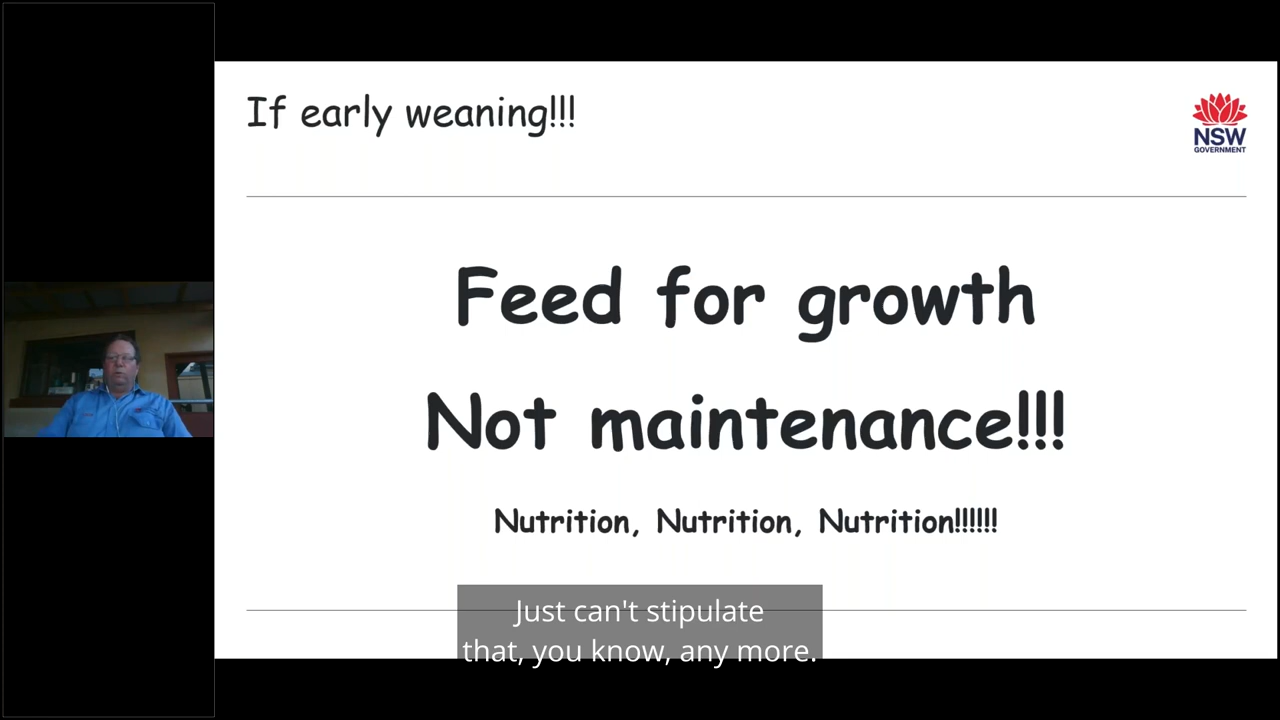 If early weaning!!!
NSW
GOVERNMENT
Feed for growth
Not maintenance!!!
Nutrition, Nutrition, Nutrition!!!!!!
Just can't stipulate
that, you know, any more.